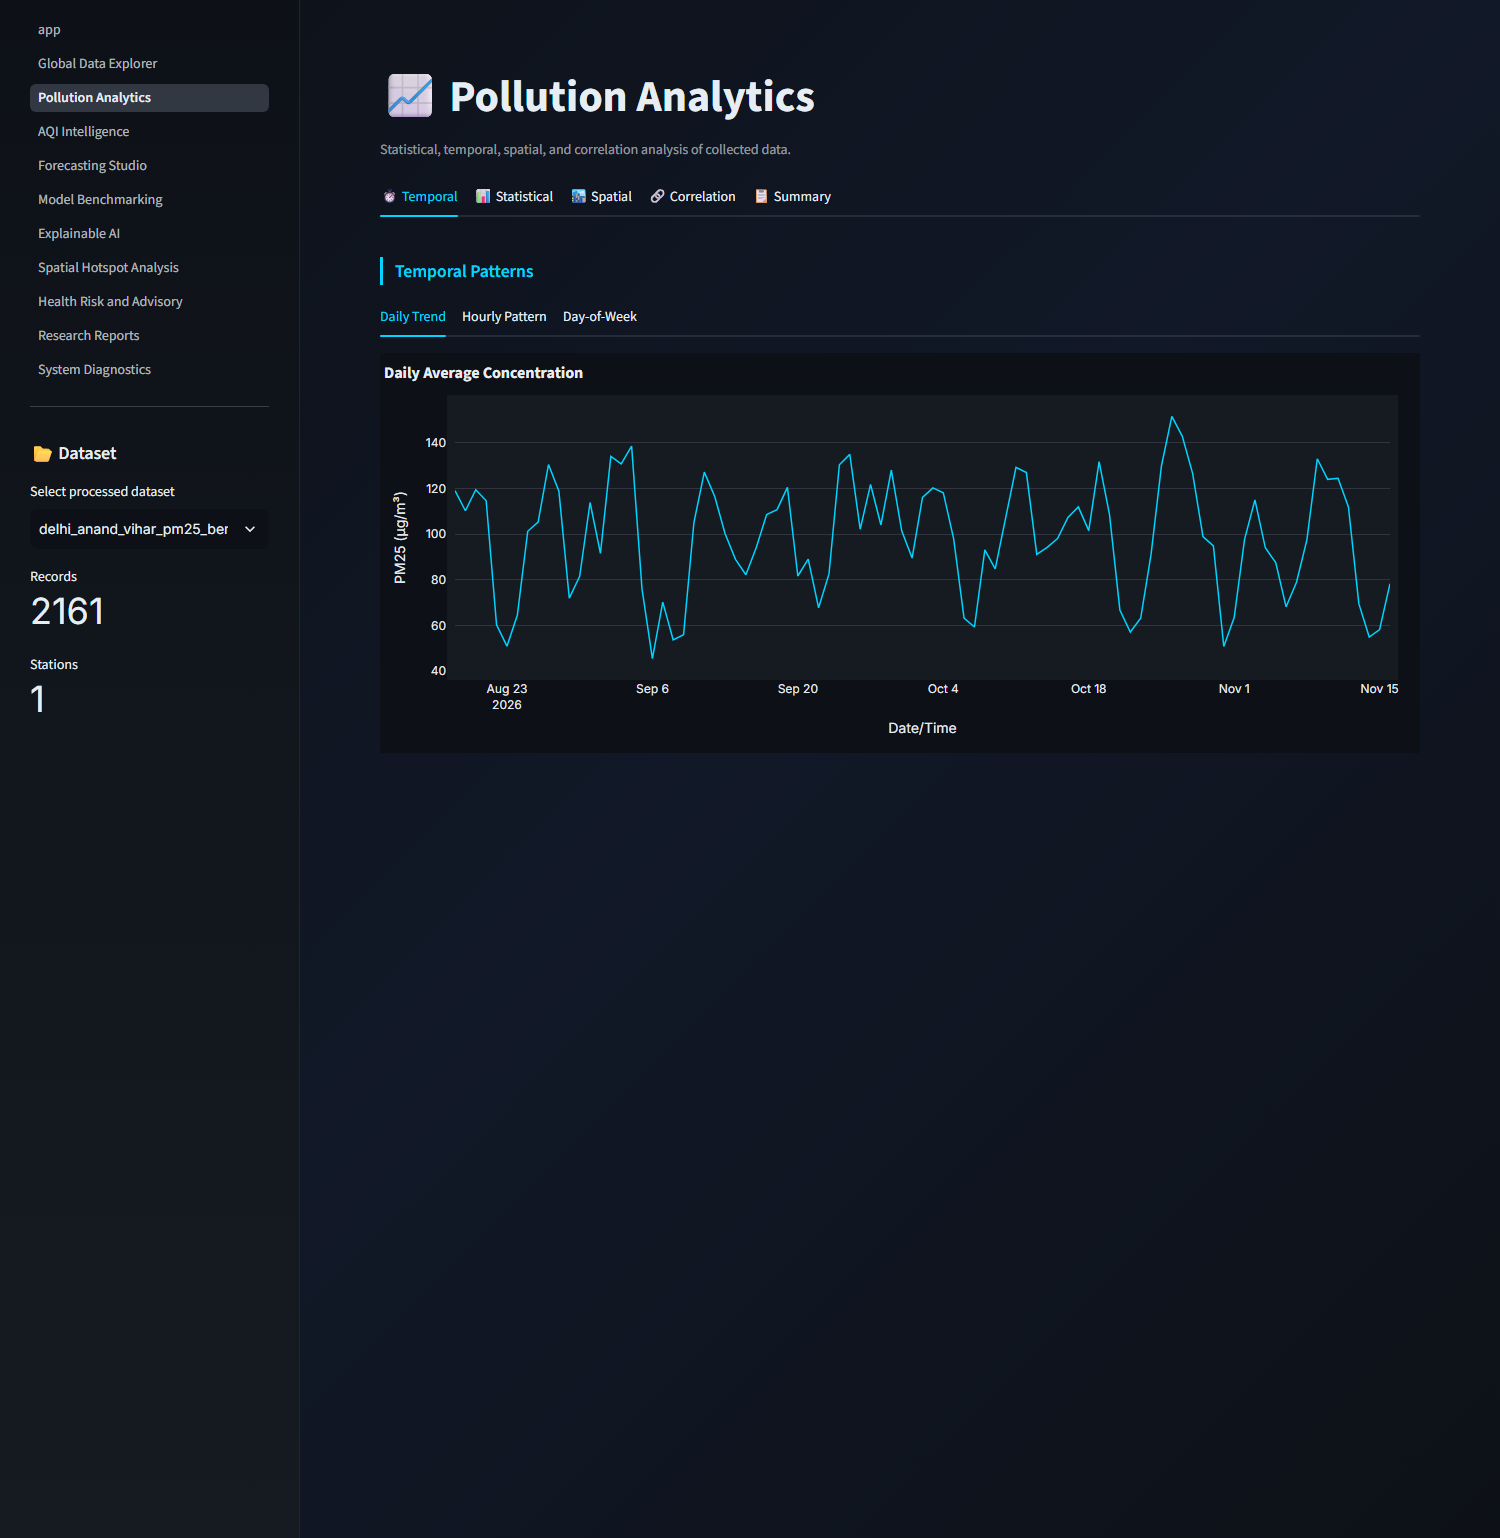 app
Global Data Explorer
Pollution Analytics
AQI Intelligence
Forecasting Studio
Model Benchmarking
Explainable AI
Spatial Hotspot Analysis
Health Risk and Advisory
Research Reports
System Diagnostics
Dataset
Select processed dataset
delhi_anand_vihar_pm25_ber
Records
2161
Stations
1
Pollution Analytics
Statistical, temporal, spatial, and correlation analysis of collected data.
Temporal Statistical Spatial Correlation Summary
Temporal Patterns
Daily Trend Hourly Pattern Day-of-Week
Daily Average Concentration
PM25 (µg/m³)
140
120
100
80
60
40
Aug 23 Sep 6 Sep 20 Oct 4 Oct 18 Nov 1 Nov 15
2026
Date/Time